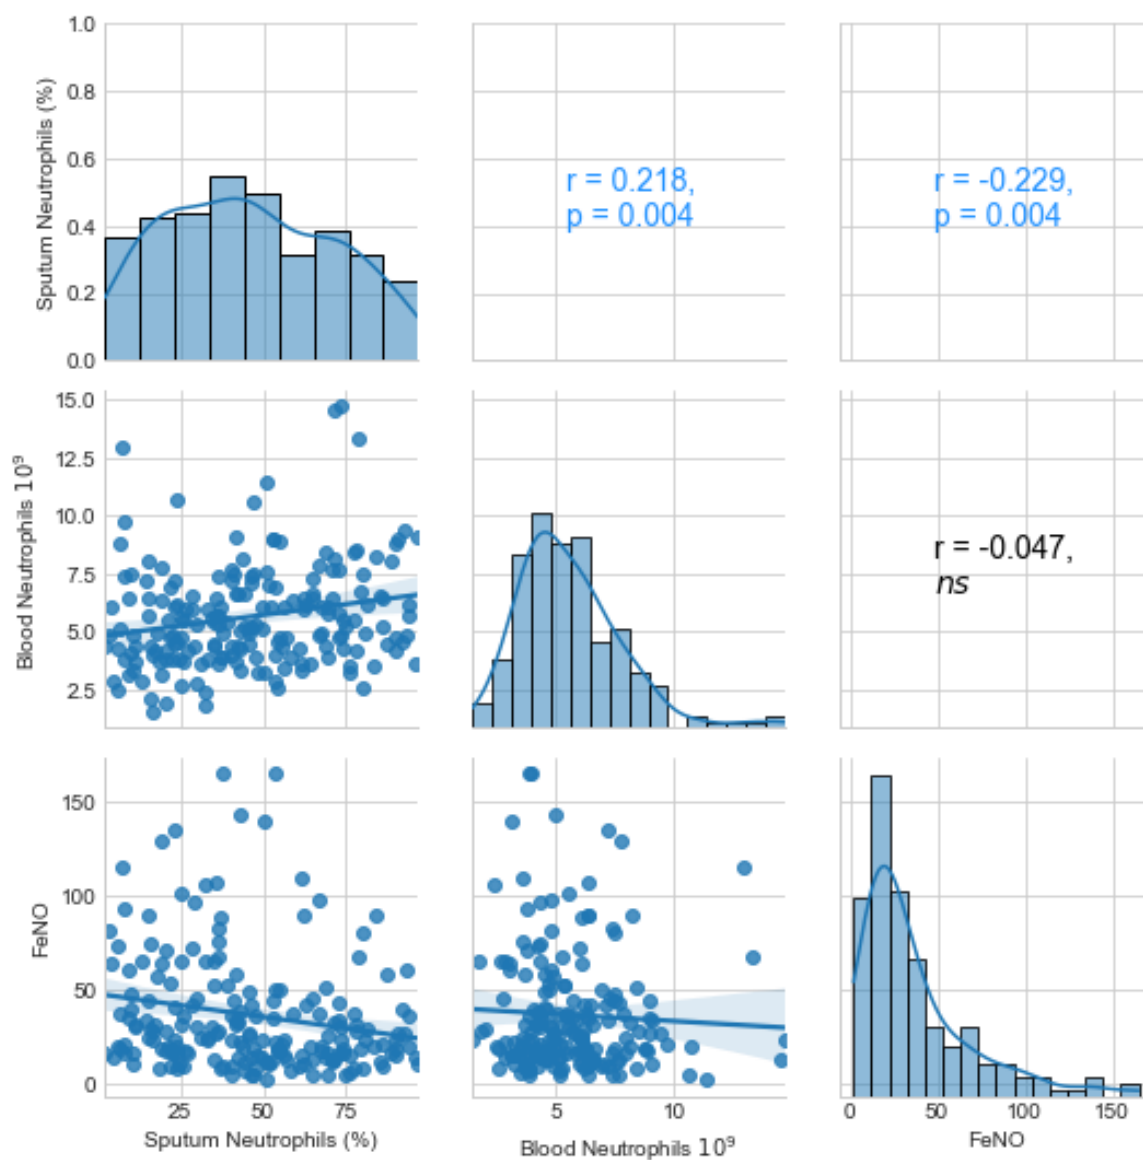 1.0
0.8
0.6
0.4
0.2
0.0
Sputum Neutrophils (%)
r = 0.218,
p = 0.004
r = -0.229,
p = 0.004
15.0
12.5
10.0
7.5
5.0
2.5
Blood Neutrophils 10⁹
r = -0.047,
ns
150
100
50
0
FeNO
25 50 75
Sputum Neutrophils (%)
5 10
Blood Neutrophils 10⁹
0 50 100 150
FeNO